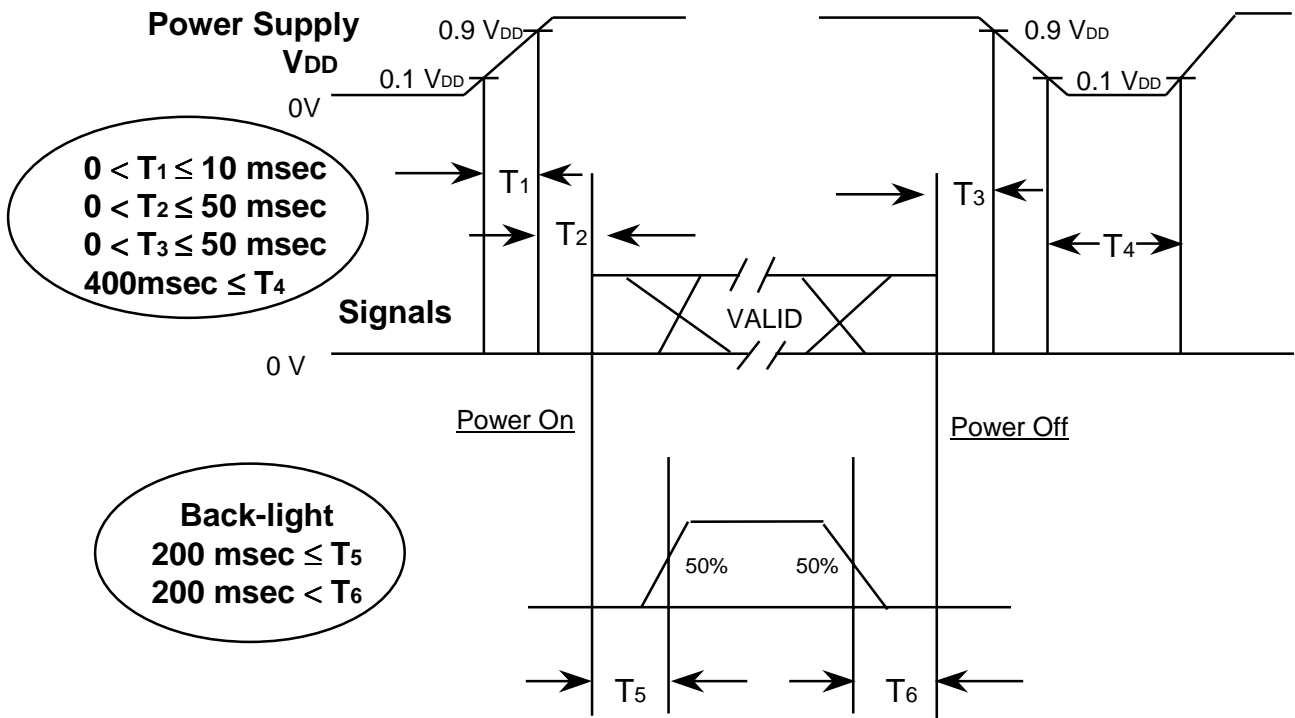 Power Supply
VDD
0.9 VDD
0.1 VDD
0V
0.9 VDD
0.1 VDD
0 < T1 ≤ 10 msec
0 < T2 ≤ 50 msec
0 < T3 ≤ 50 msec
400msec ≤ T4
T1
T2
T3
T4
Signals
VALID
0 V
Power On
Power Off
Back-light
200 msec ≤ T5
200 msec < T6
50%
50%
T5
T6